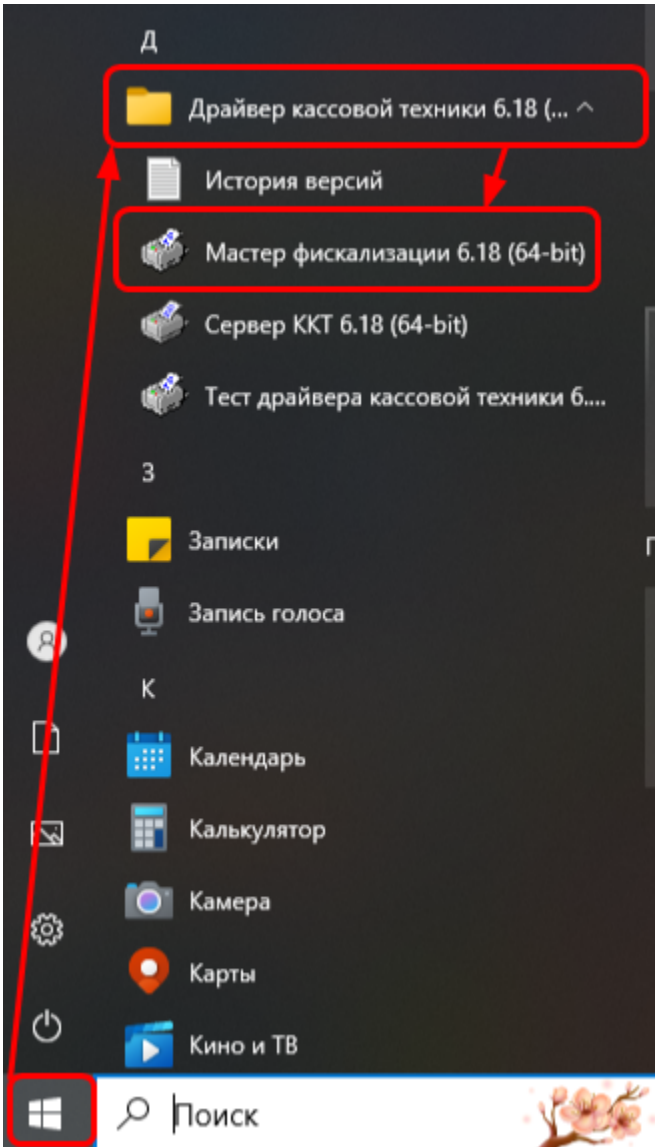 Д
Драйвер кассовой техники 6.18 (...
История версий
Мастер фискализации 6.18 (64-bit)
Сервер ККТ 6.18 (64-bit)
Тест драйвера кассовой техники 6....
З
Записки
Запись голоса
К
Календарь
Калькулятор
Камера
Карты
Кино и ТВ
Поиск